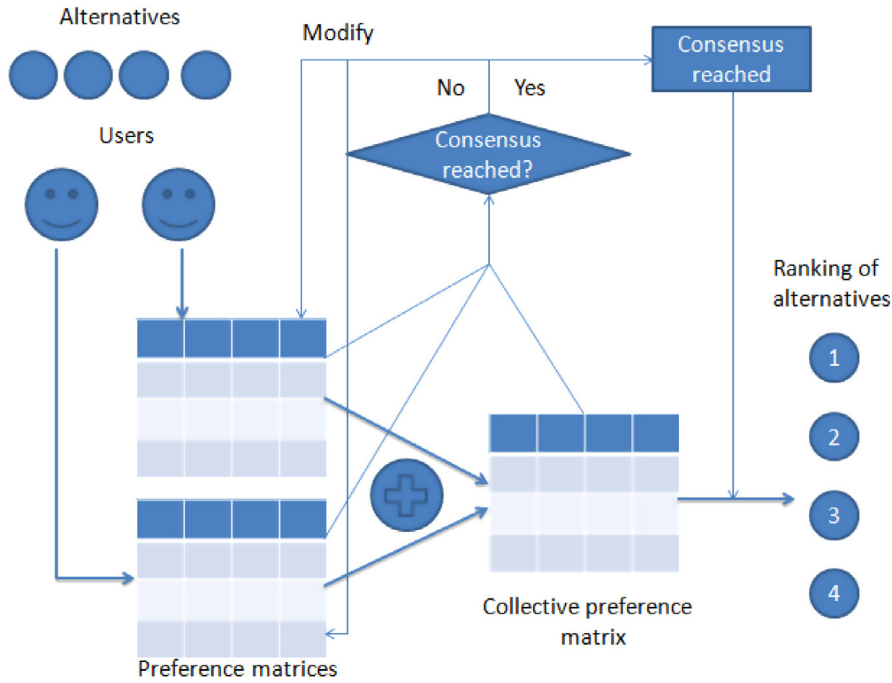 Alternatives
Modify
Consensus
reached
No
Yes
Users
Consensus
reached?
Ranking of
alternatives
1
2
3
4
Collective preference
matrix
Preference matrices